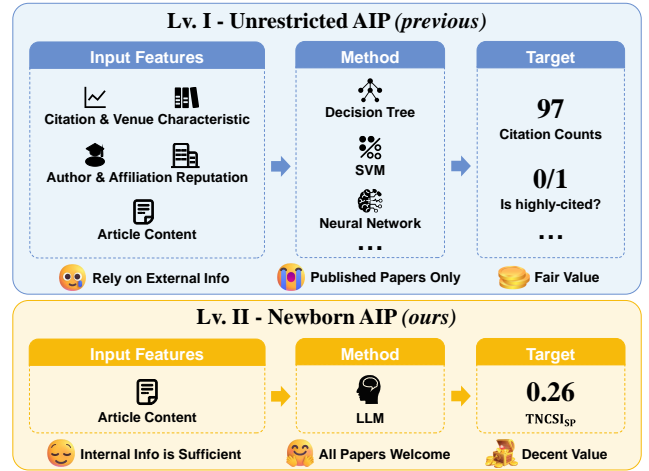 Lv. I - Unrestricted AIP (previous)
Input Features
Citation & Venue Characteristic
Author & Affiliation Reputation
Article Content
Method
Decision Tree
SVM
Neural Network
...
Target
97
Citation Counts
0/1
Is highly-cited?
...
Rely on External Info
Published Papers Only
Fair Value
Lv. II - Newborn AIP (ours)
Input Features
Article Content
Method
LLM
Target
0.26
TNCSI_SP
Internal Info is Sufficient
All Papers Welcome
Decent Value